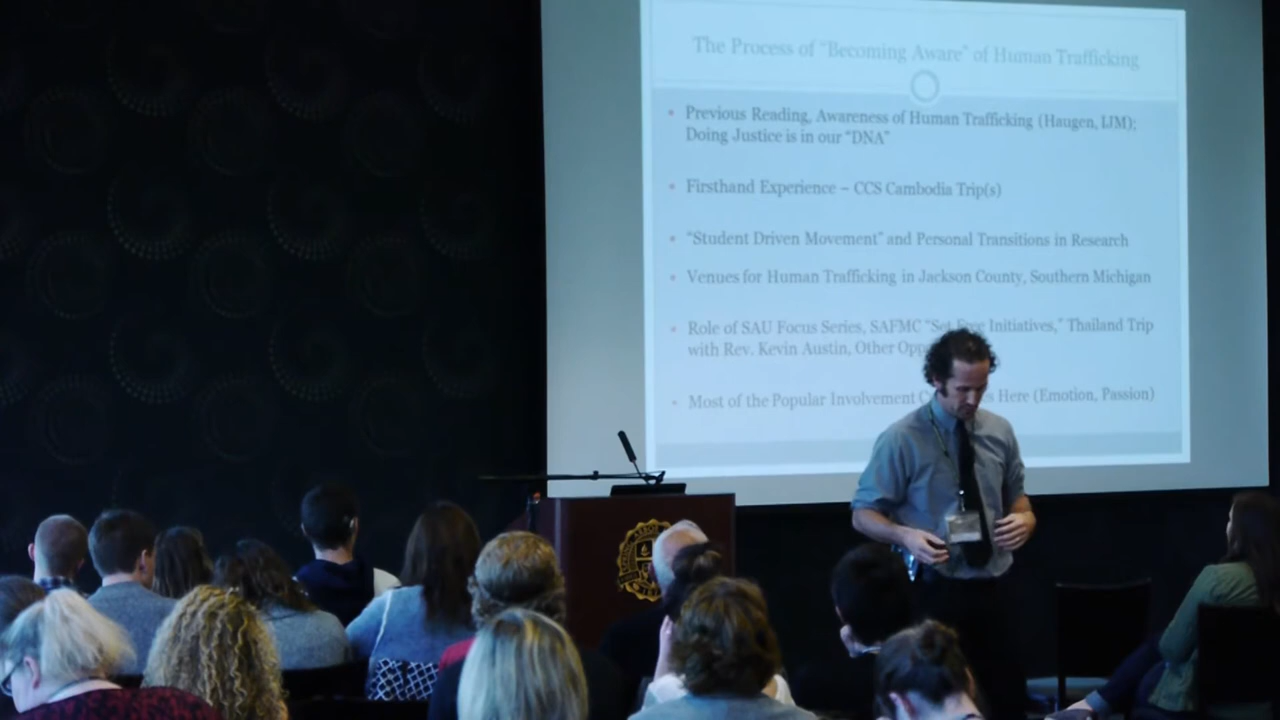 The Process of "Becoming Aware" of Human Trafficking
Previous Reading, Awareness of Human Trafficking (Haugen, IJM);
Doing Justice is in our "DNA"
Firsthand Experience – CCS Cambodia Trip(s)
"Student Driven Movement" and Personal Transitions in Research
Venues for Human Trafficking in Jackson County, Southern Michigan
Role of SAU Focus Series, SAFMC "Set Free Initiatives," Thailand Trip
with Rev. Kevin Austin, Other
Most of the Popular Involvement Here (Emotion, Passion)